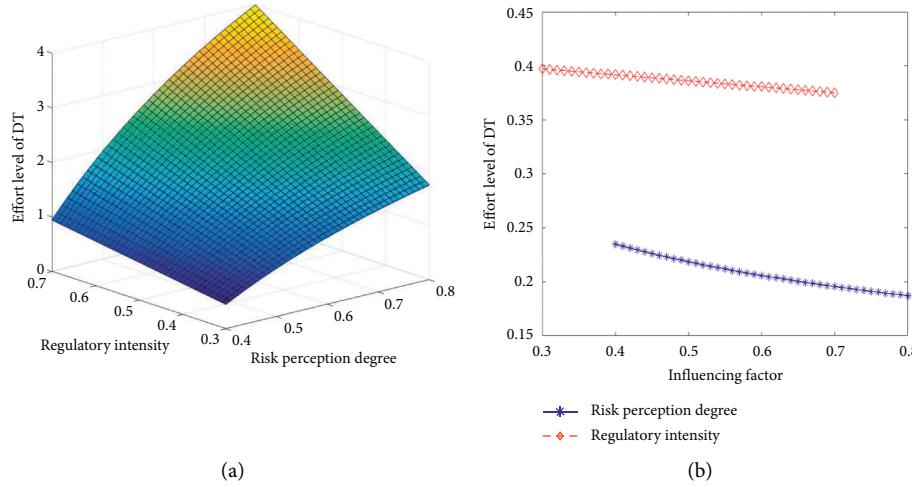 4
3
2
1
0
Effort level of DT
0.7
0.6
0.5
0.4
0.3
Regulatory intensity
0.4
0.5
0.6
0.7
0.8
Risk perception degree
(a)
0.45
0.4
0.35
0.3
0.25
0.2
0.15
Effort level of DT
0.3 0.4 0.5 0.6 0.7 0.8
Influencing factor
Risk perception degree
Regulatory intensity
(b)